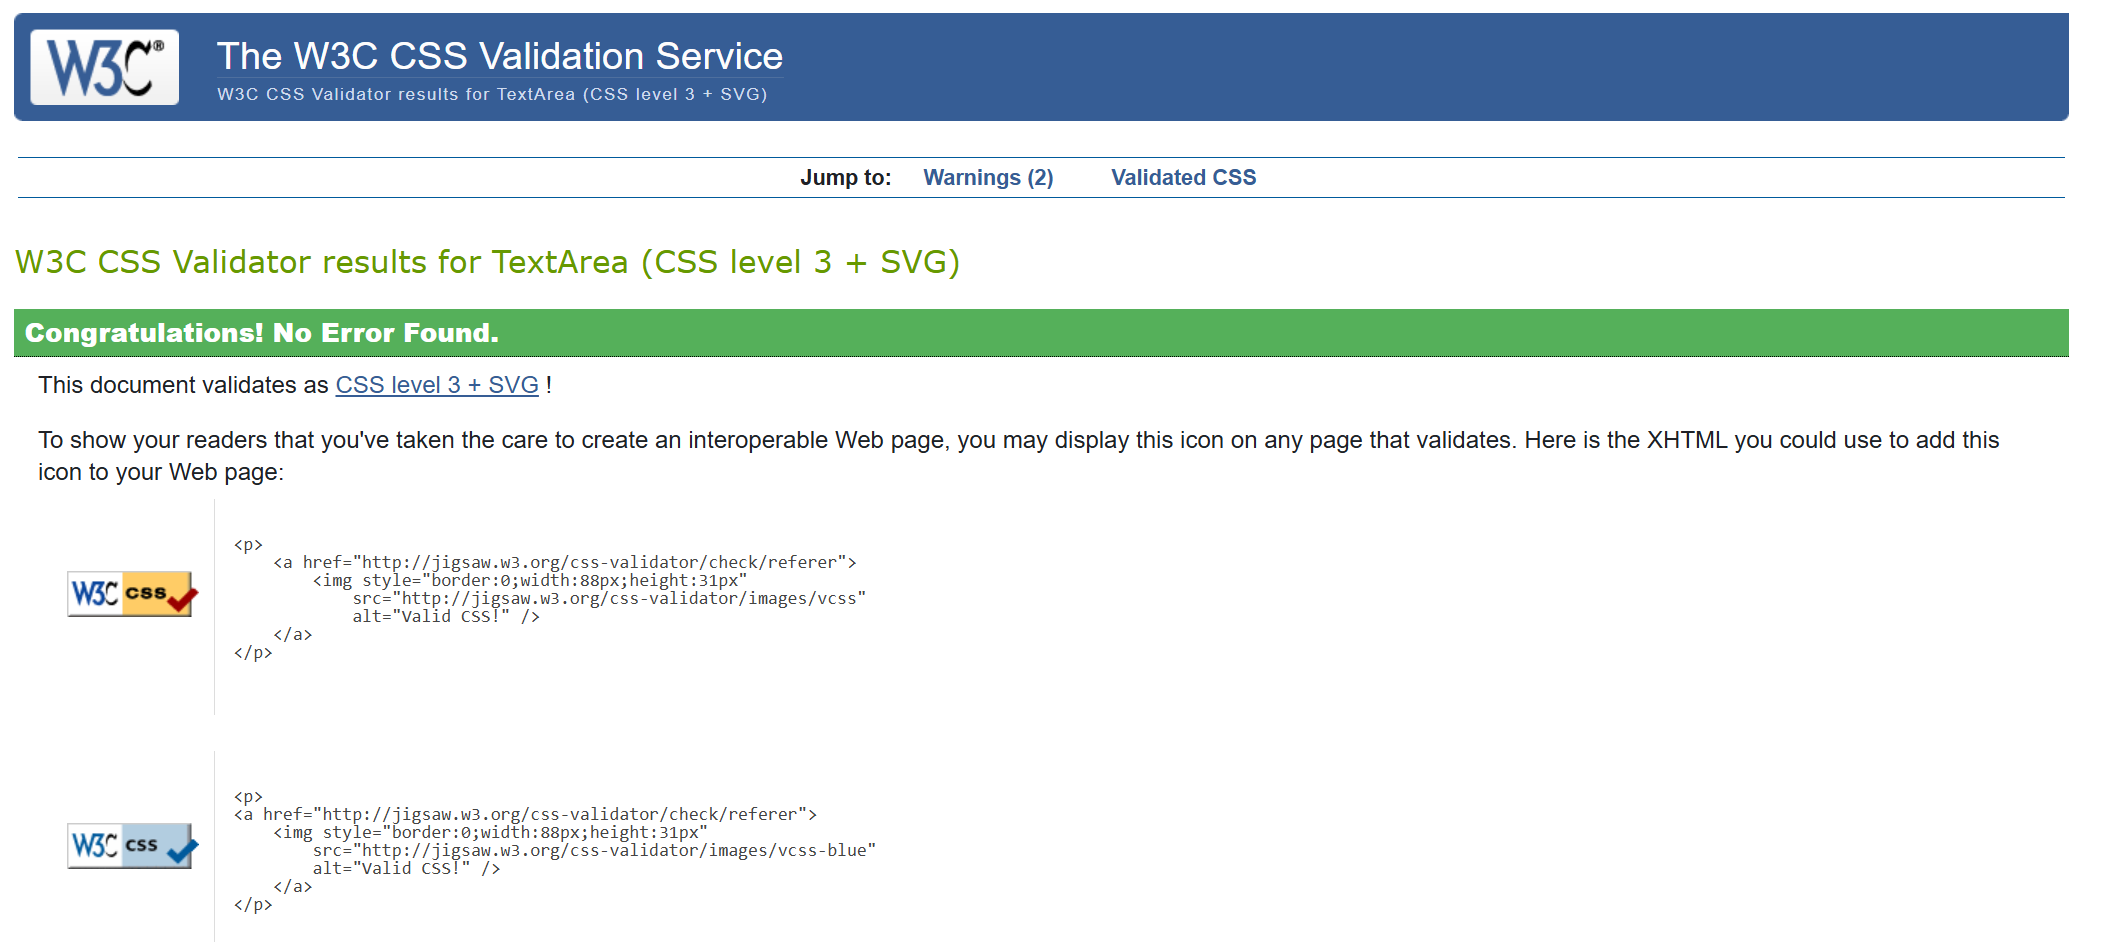 W3C®
The W3C CSS Validation Service
W3C CSS Validator results for TextArea (CSS level 3 + SVG)
Jump to: Warnings (2) Validated CSS
W3C CSS Validator results for TextArea (CSS level 3 + SVG)
Congratulations! No Error Found.
This document validates as CSS level 3 + SVG !
To show your readers that you've taken the care to create an interoperable Web page, you may display this icon on any page that validates. Here is the XHTML you could use to add this
icon to your Web page:
<p>
<a href="http://jigsaw.w3.org/css-validator/check/referer">
<img style="border:0;width:88px;height:31px"
W3C css
src="http://jigsaw.w3.org/css-validator/images/vcss"
alt="Valid CSS!" />
</a>
</p>
<p>
<a href="http://jigsaw.w3.org/css-validator/check/referer">
<img style="border:0;width:88px;height:31px"
W3C css
src="http://jigsaw.w3.org/css-validator/images/vcss-blue"
alt="Valid CSS!" />
</a>
</p>